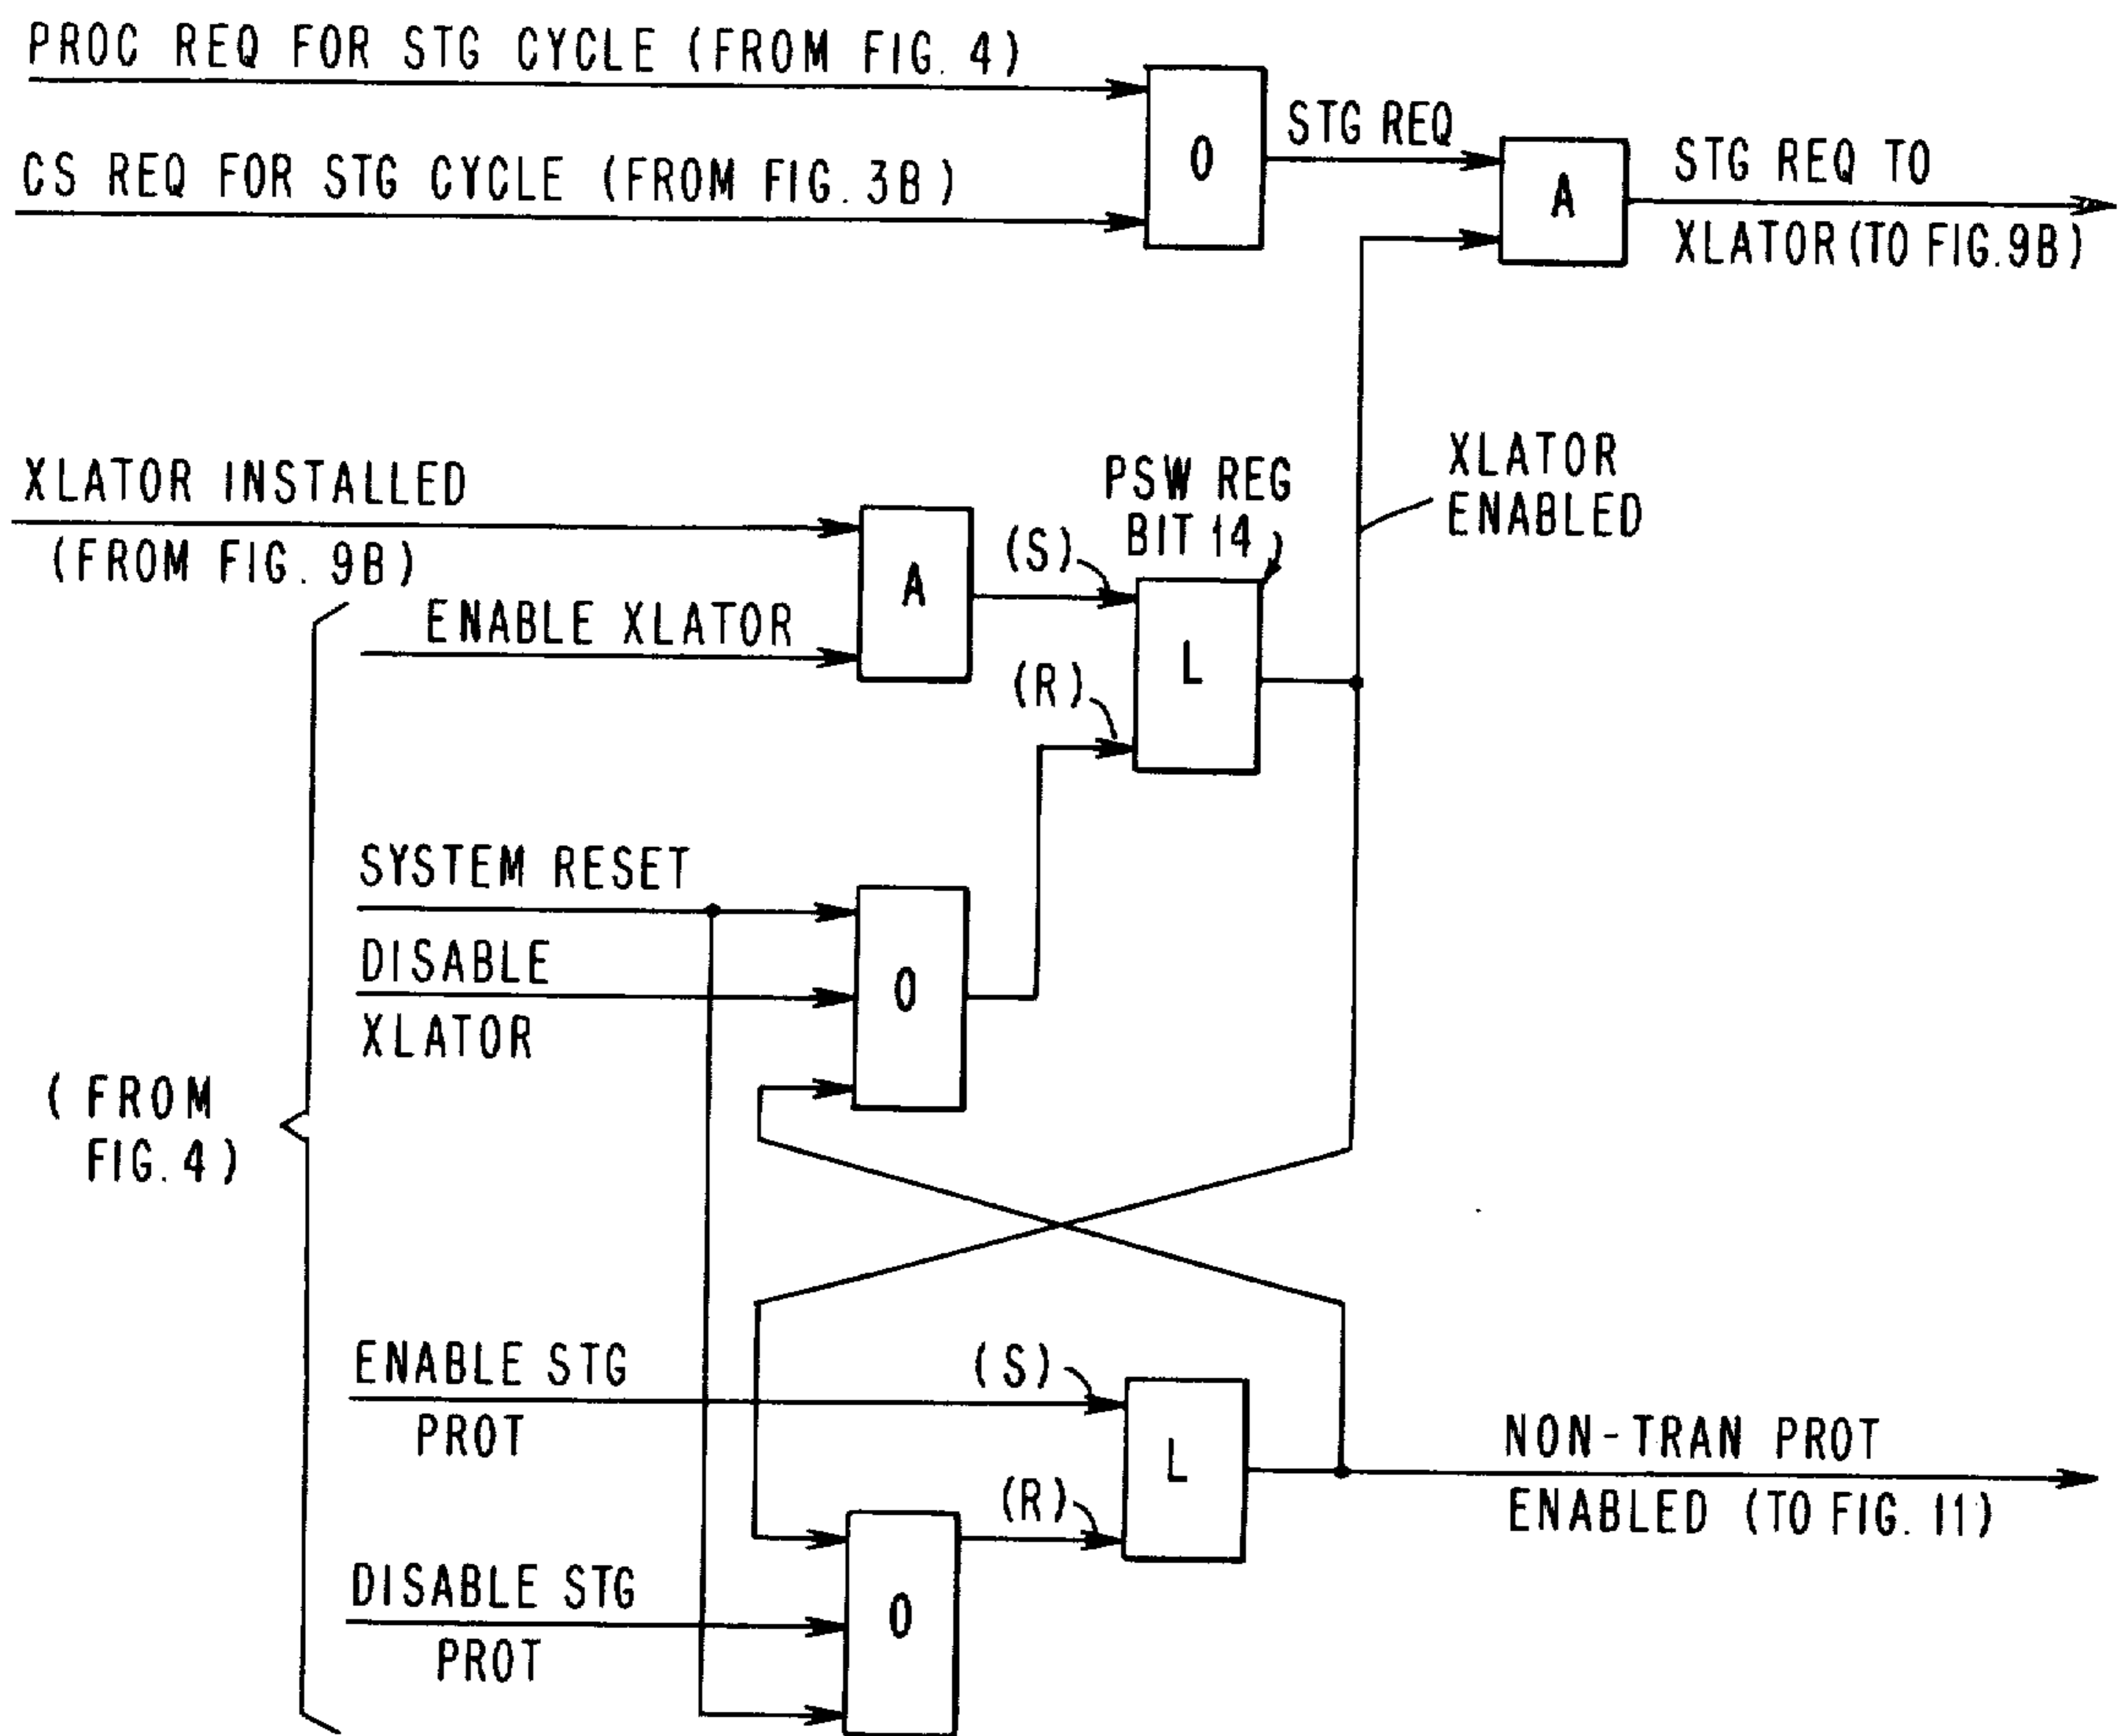 PROC REQ FOR STG CYCLE (FROM FIG. 4)
O
STG REQ
CS REQ FOR STG CYCLE (FROM FIG. 3B)
A
STG REQ TO
XLATOR (TO FIG. 9B)
XLATOR INSTALLED
(FROM FIG. 9B)
ENABLE XLATOR
A
(S)
PSW REG
BIT 14
XLATOR
ENABLED
(R)
L
SYSTEM RESET
DISABLE
XLATOR
O
(FROM
FIG. 4)
ENABLE STG
PROT
(S)
L
(R)
NON-TRAN PROT
ENABLED (TO FIG. 11)
DISABLE STG
PROT
O